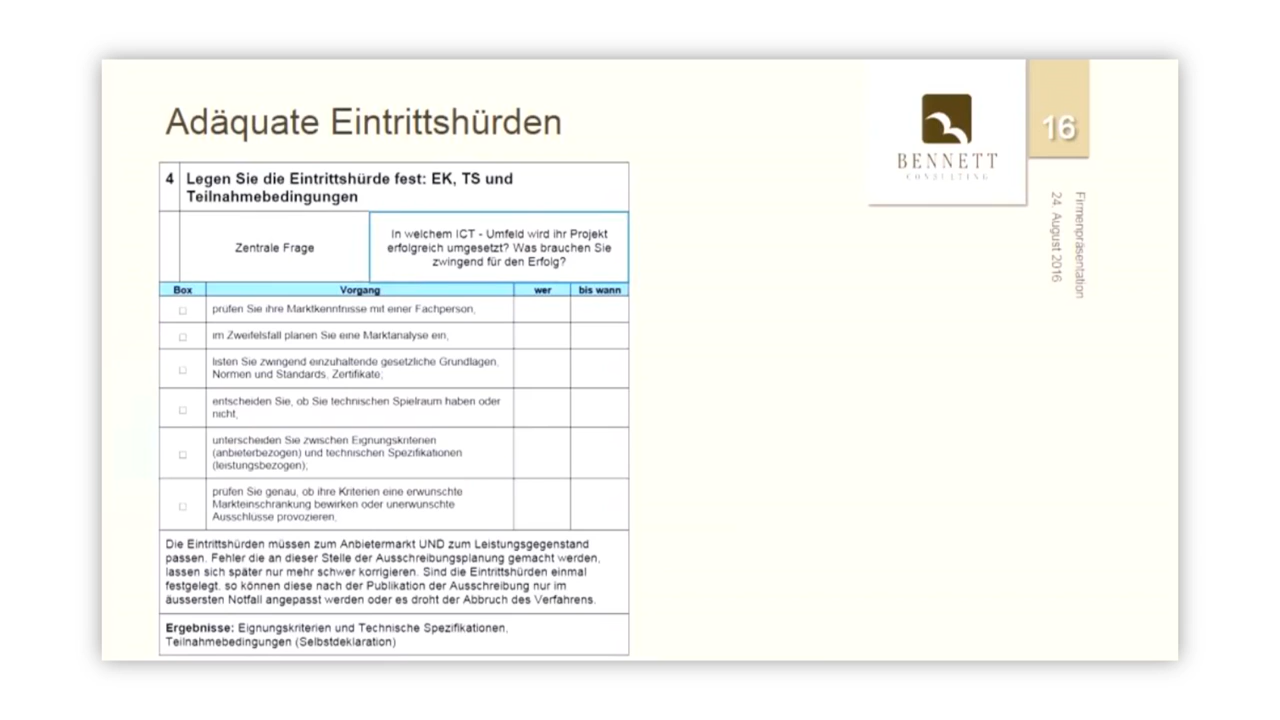 Adäquate Eintrittshürden
BENNETT
CONSULTING
16
Firmenpräsentation
24. August 2016
4 Legen Sie die Eintrittshürde fest: EK, TS und
Teilnahmebedingungen
Zentrale Frage
In welchem ICT - Umfeld wird ihr Projekt
erfolgreich umgesetzt? Was brauchen Sie
zwingend für den Erfolg?
Box Vorgang wer bis wann
prüfen Sie ihre Marktkenntnisse mit einer Fachperson;
im Zweifelsfall planen Sie eine Marktanalyse ein;
listen Sie zwingend einzuhaltende gesetzliche Grundlagen,
Normen und Standards, Zertifikate;
entscheiden Sie, ob Sie technischen Spielraum haben oder
nicht;
unterscheiden Sie zwischen Eignungskriterien
(anbieterbezogen) und technischen Spezifikationen
(leistungsbezogen);
prüfen Sie genau, ob ihre Kriterien eine erwünschte
Markteinschränkung bewirken oder unerwünschte
Ausschlüsse provozieren.
Die Eintrittshürden müssen zum Anbietermarkt UND zum Leistungsgegenstand
passen. Fehler die an dieser Stelle der Ausschreibungsplanung gemacht werden,
lassen sich später nur mehr schwer korrigieren. Sind die Eintrittshürden einmal
festgelegt, so können diese nach der Publikation der Ausschreibung nur im
äussersten Notfall angepasst werden oder es droht der Abbruch des Verfahrens.
Ergebnisse: Eignungskriterien und Technische Spezifikationen,
Teilnahmebedingungen (Selbstdeklaration)